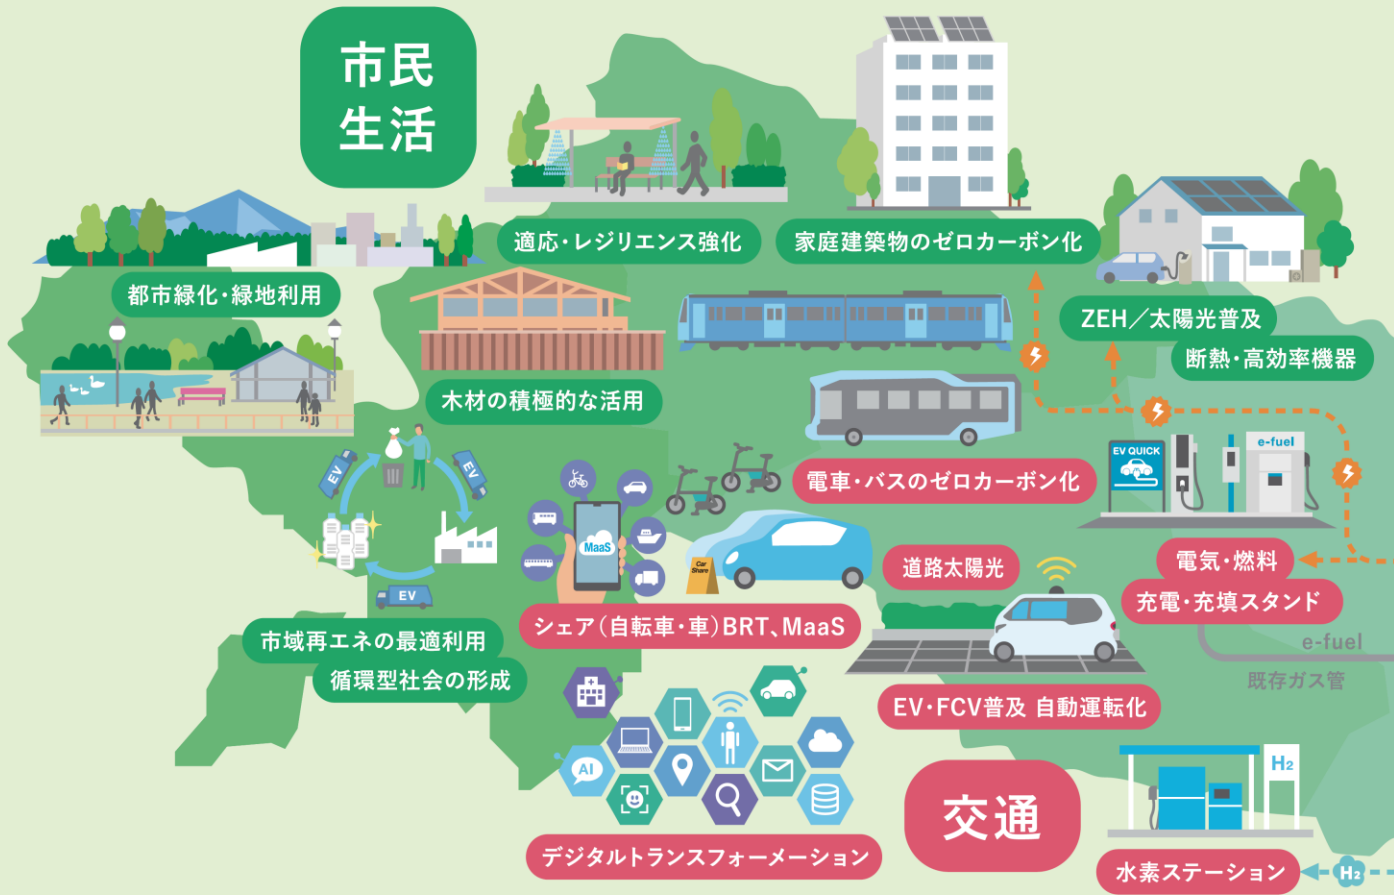 市民
生活
適応・レジリエンス強化
家庭建築物のゼロカーボン化
都市緑化・緑地利用
ZEH／太陽光普及
断熱・高効率機器
木材の積極的な活用
EV QUICK
e-fuel
電車・バスのゼロカーボン化
EV
EV
MaaS
Car
Share
EV
道路太陽光
電気・燃料
充電・充填スタンド
シェア（自転車・車）BRT、MaaS
市域再エネの最適利用
循環型社会の形成
e-fuel
既存ガス管
EV・FCV普及 自動運転化
AI
H2
交通
デジタルトランスフォーメーション
水素ステーション
H2